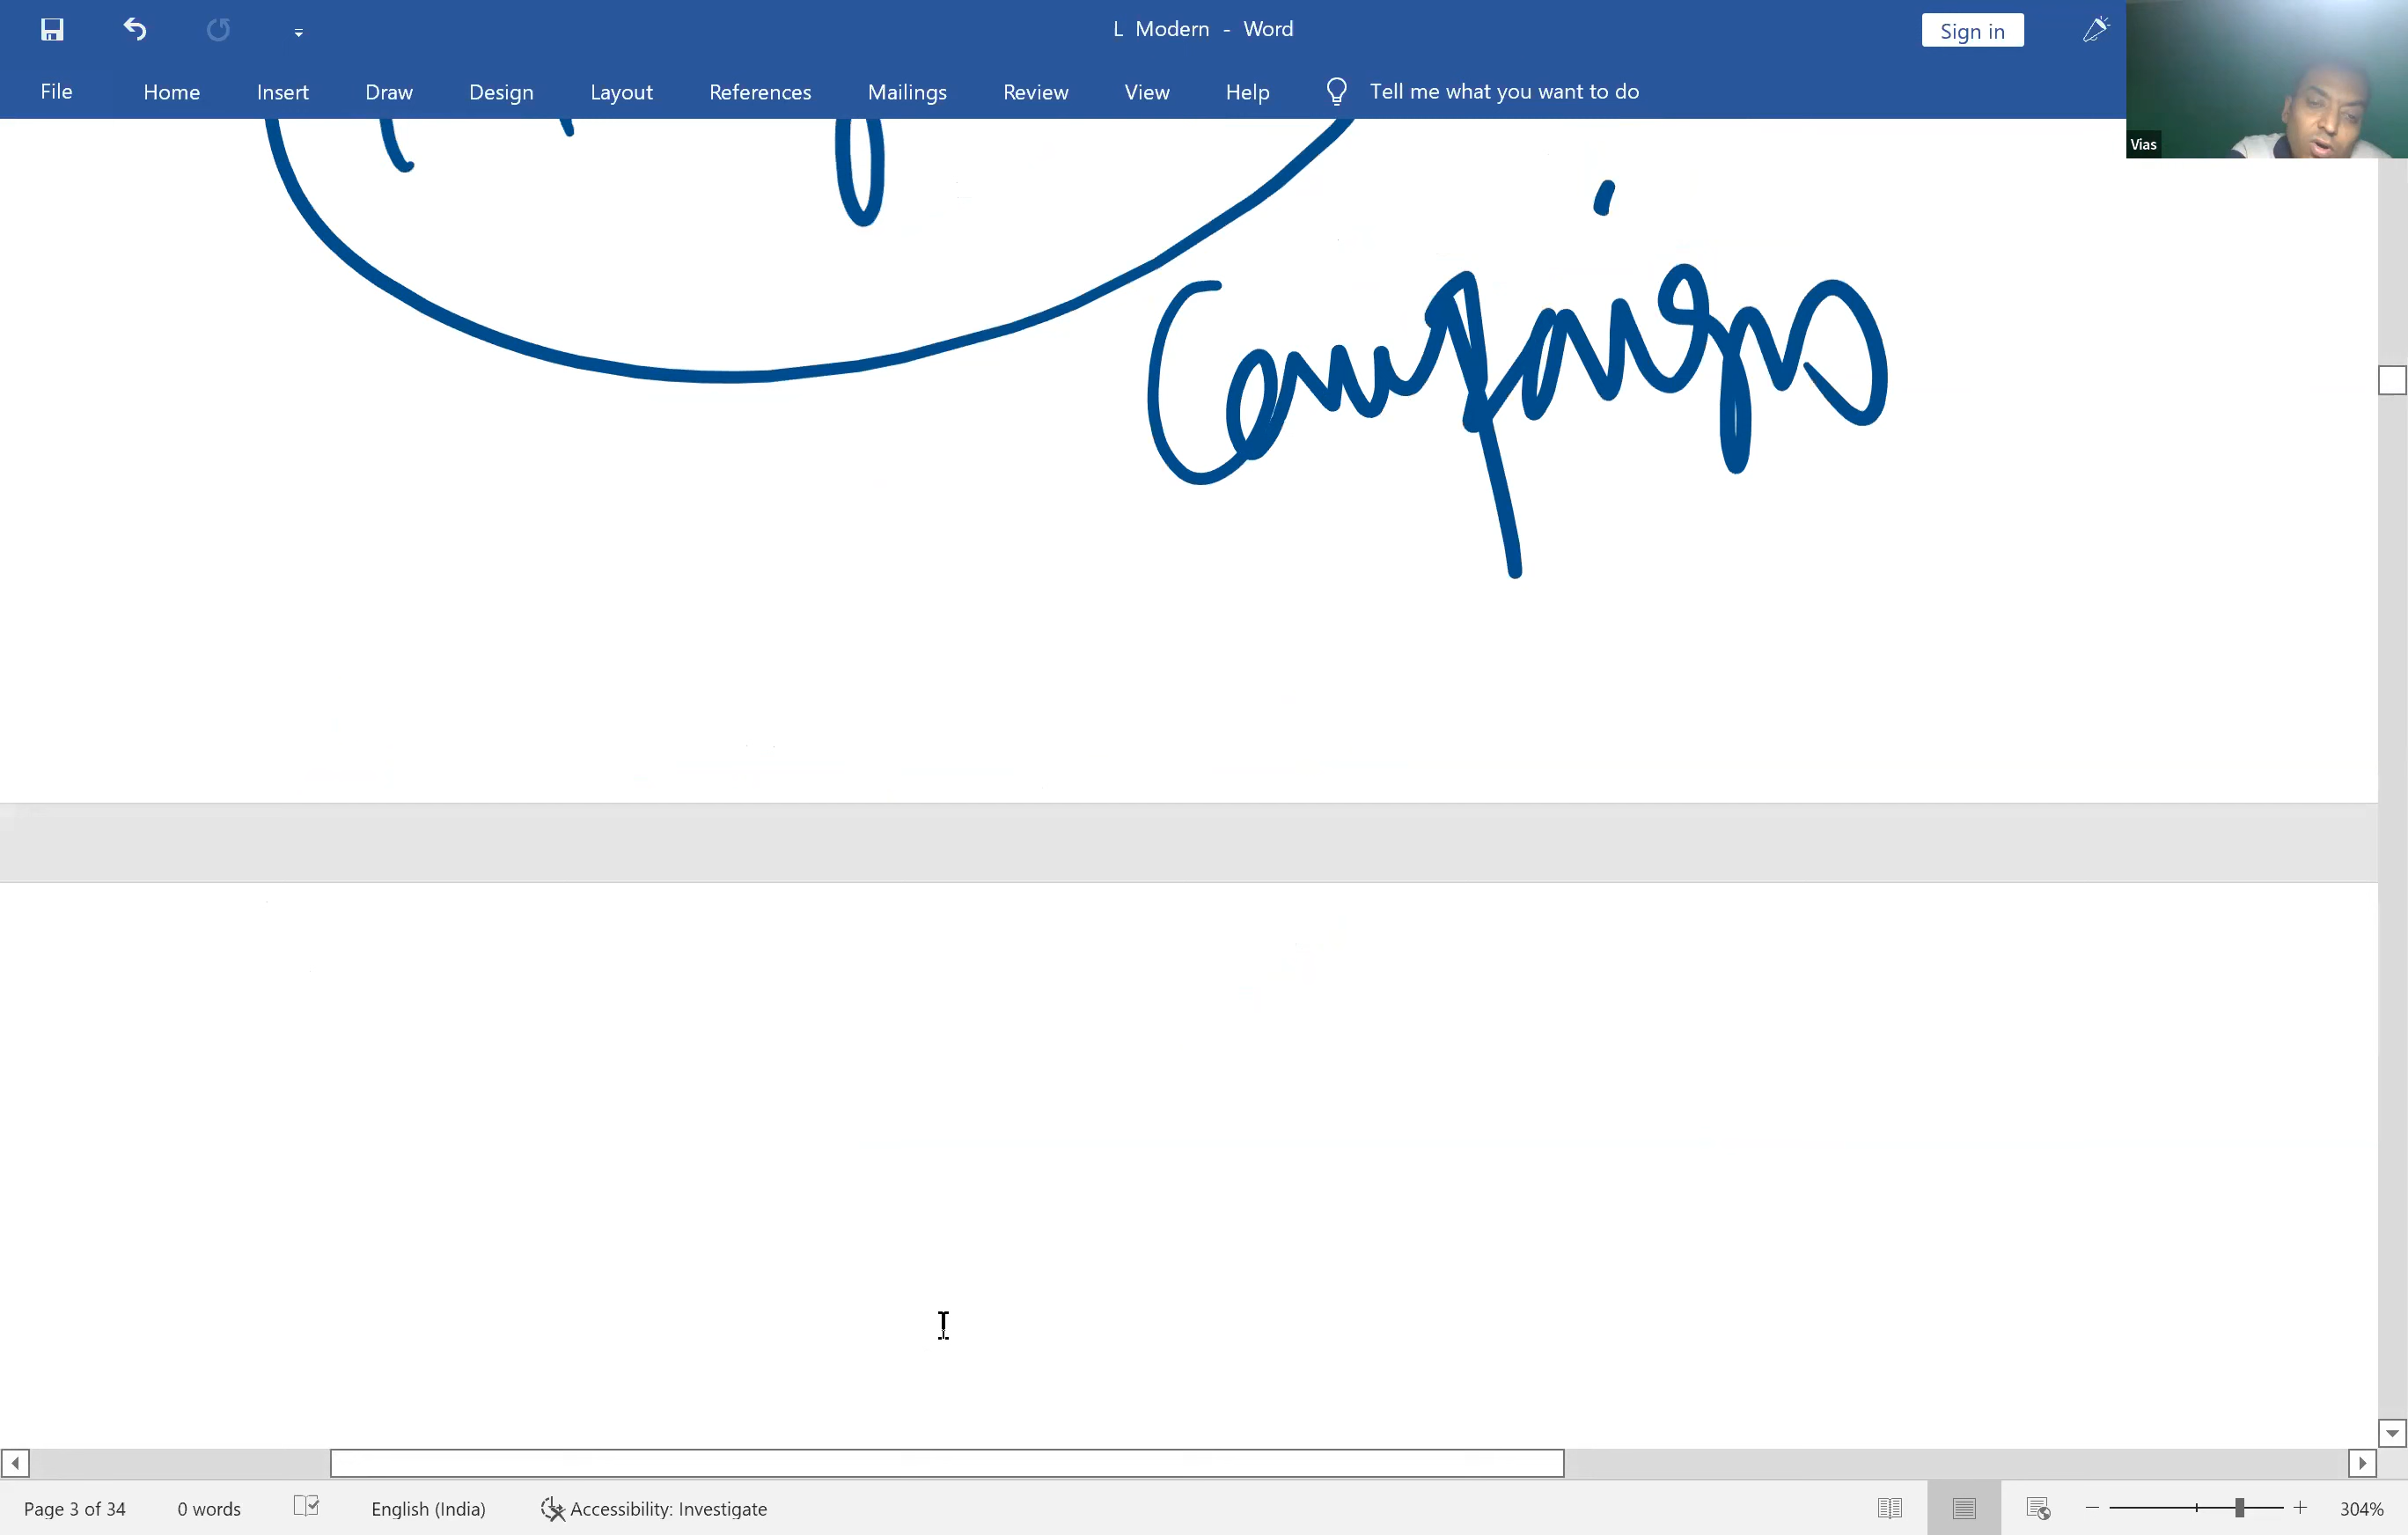 L Modern - Word
Sign in
File Home Insert Draw Design Layout References Mailings Review View Help Tell me what you want to do
Vias
Campaigns
Page 3 of 34 0 words English (India) Accessibility: Investigate 304%